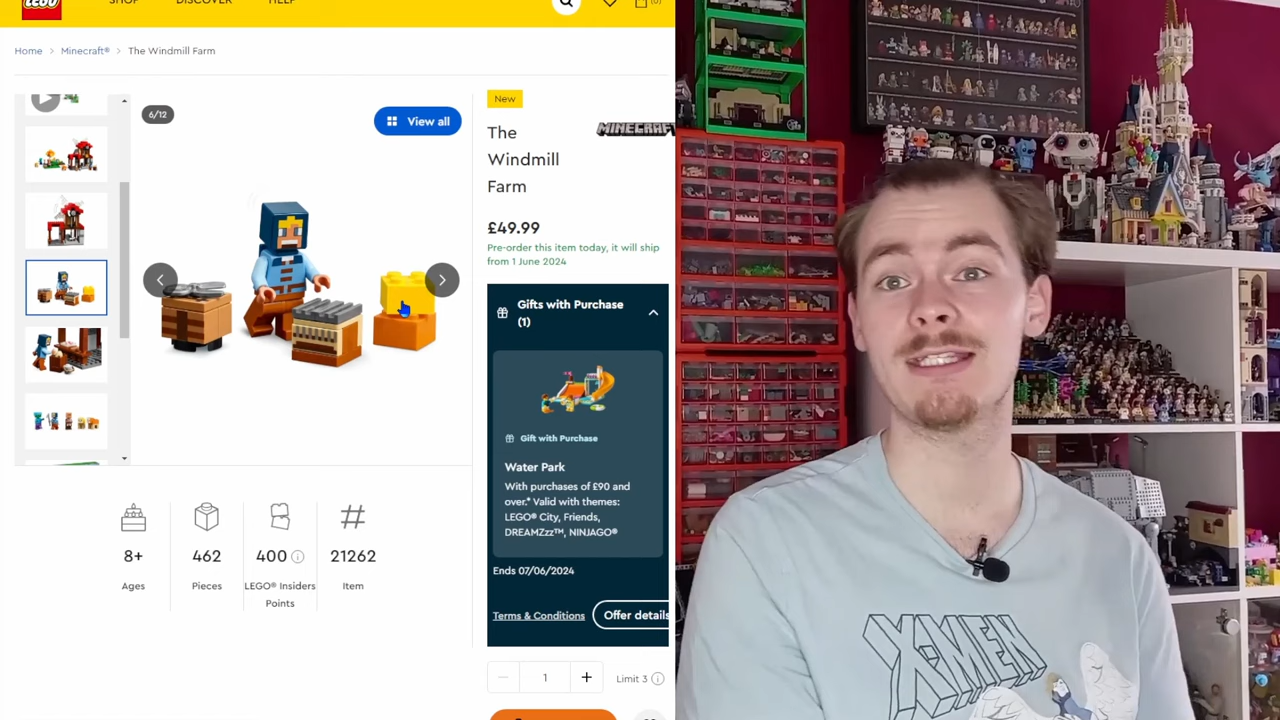 LEGO
SHOP
DISCOVER
HELP
(0)
Home > Minecraft® > The Windmill Farm
6/12
View all
New
The
Windmill
Farm
MINECRAFT
£49.99
Pre-order this item today, it will ship
from 1 June 2024
Gifts with Purchase
(1)
Gift with Purchase
Water Park
With purchases of £90 and
over.* Valid with themes:
LEGO® City, Friends,
DREAMZzz™, NINJAGO®
Ends 07/06/2024
Terms & Conditions
Offer details
8+
Ages
462
Pieces
400
LEGO® Insiders
Points
21262
Item
1
Limit 3
X-MEN